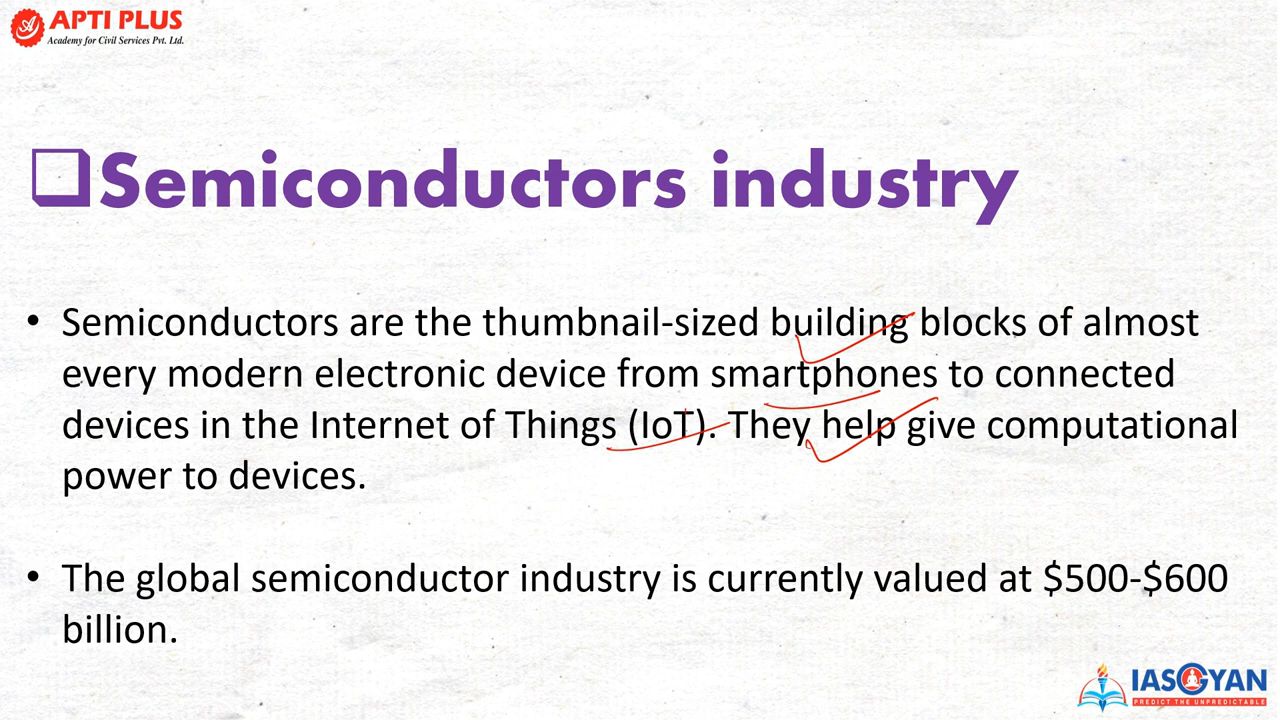 APTI PLUS
Academy for Civil Services Pvt. Ltd.
Semiconductors industry
• Semiconductors are the thumbnail-sized building blocks of almost
every modern electronic device from smartphones to connected
devices in the Internet of Things (IoT). They help give computational
power to devices.
• The global semiconductor industry is currently valued at $500-$600
billion.
IASGYAN
PREDICT THE UNPREDICTABLE